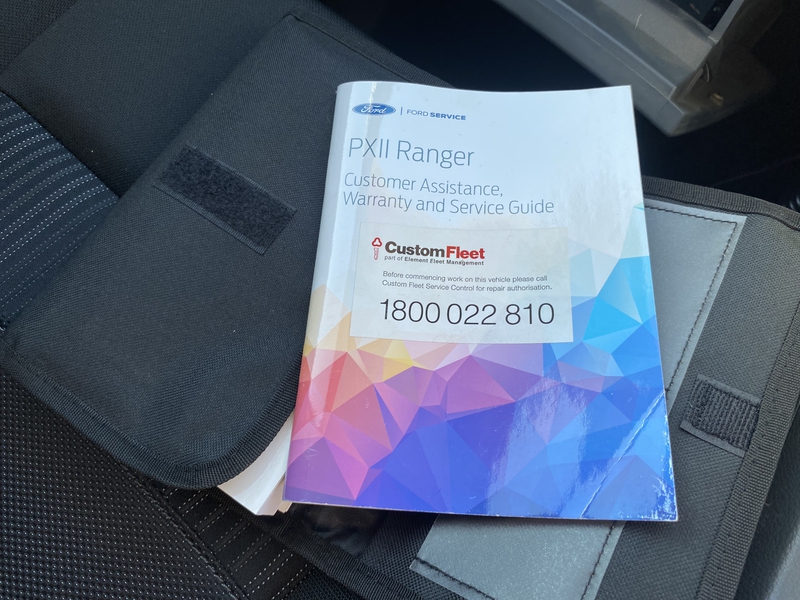 Ford | FORD SERVICE
PXII Ranger
Customer Assistance,
Warranty and Service Guide
CustomFleet
part of Element Fleet Management
Before commencing work on this vehicle please call
Custom Fleet Service Control for repair authorisation.
1800 022 810